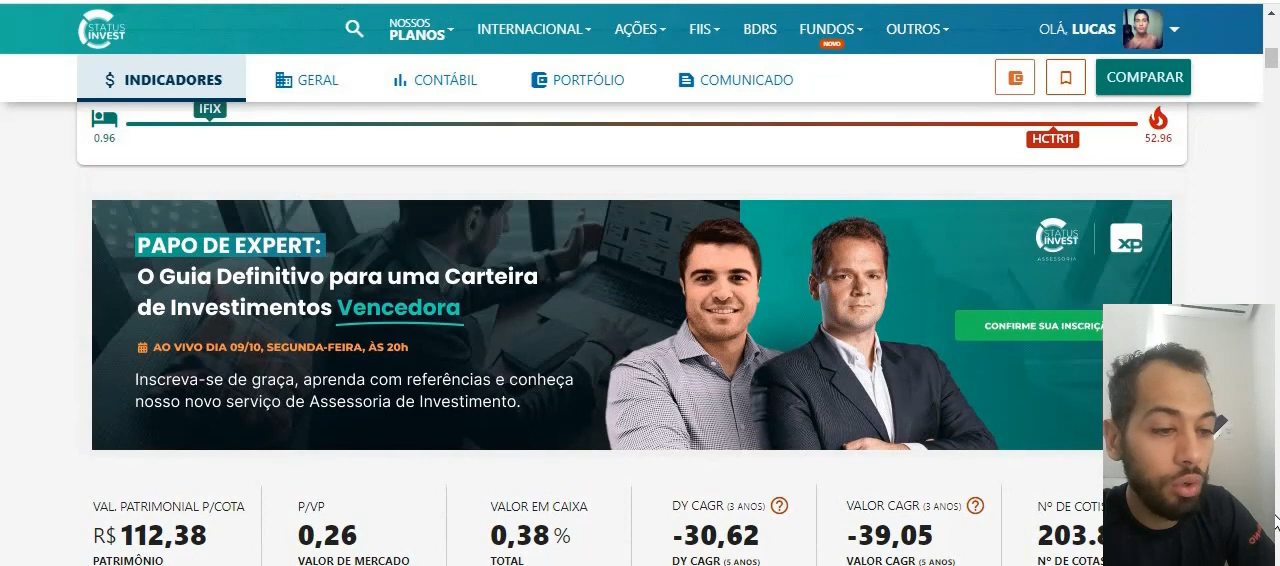 STATUS INVEST
NOSSOS PLANOS
INTERNACIONAL
AÇÕES
FIIS
BDRS
FUNDOS
NOVO
OUTROS
OLÁ, LUCAS
INDICADORES
GERAL
CONTÁBIL
PORTFÓLIO
COMUNICADO
COMPARAR
IFIX
0.96
HCTR11
52.96
PAPO DE EXPERT:
O Guia Definitivo para uma Carteira
de Investimentos Vencedora
AO VIVO DIA 09/10, SEGUNDA-FEIRA, ÀS 20h
Inscreva-se de graça, aprenda com referências e conheça
nosso novo serviço de Assessoria de Investimento.
STATUS INVEST
ASSESSORIA
xp
CONFIRME SUA INSCRIÇÃ
VAL. PATRIMONIAL P/COTA
R$ 112,38
PATRIMÔNIO
P/VP
0,26
VALOR DE MERCADO
VALOR EM CAIXA
0,38 %
TOTAL
DY CAGR (3 ANOS) ?
-30,62
DY CAGR (5 ANOS)
VALOR CAGR (3 ANOS) ?
-39,05
VALOR CAGR (5 ANOS)
Nº DE COTIS
203.8
Nº DE COTAS